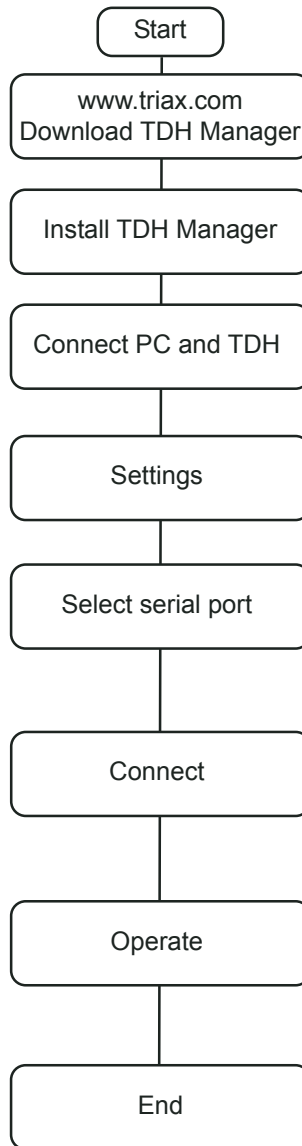 Start
www.triax.com
Download TDH Manager
Install TDH Manager
Connect PC and TDH
Settings
Select serial port
Connect
Operate
End